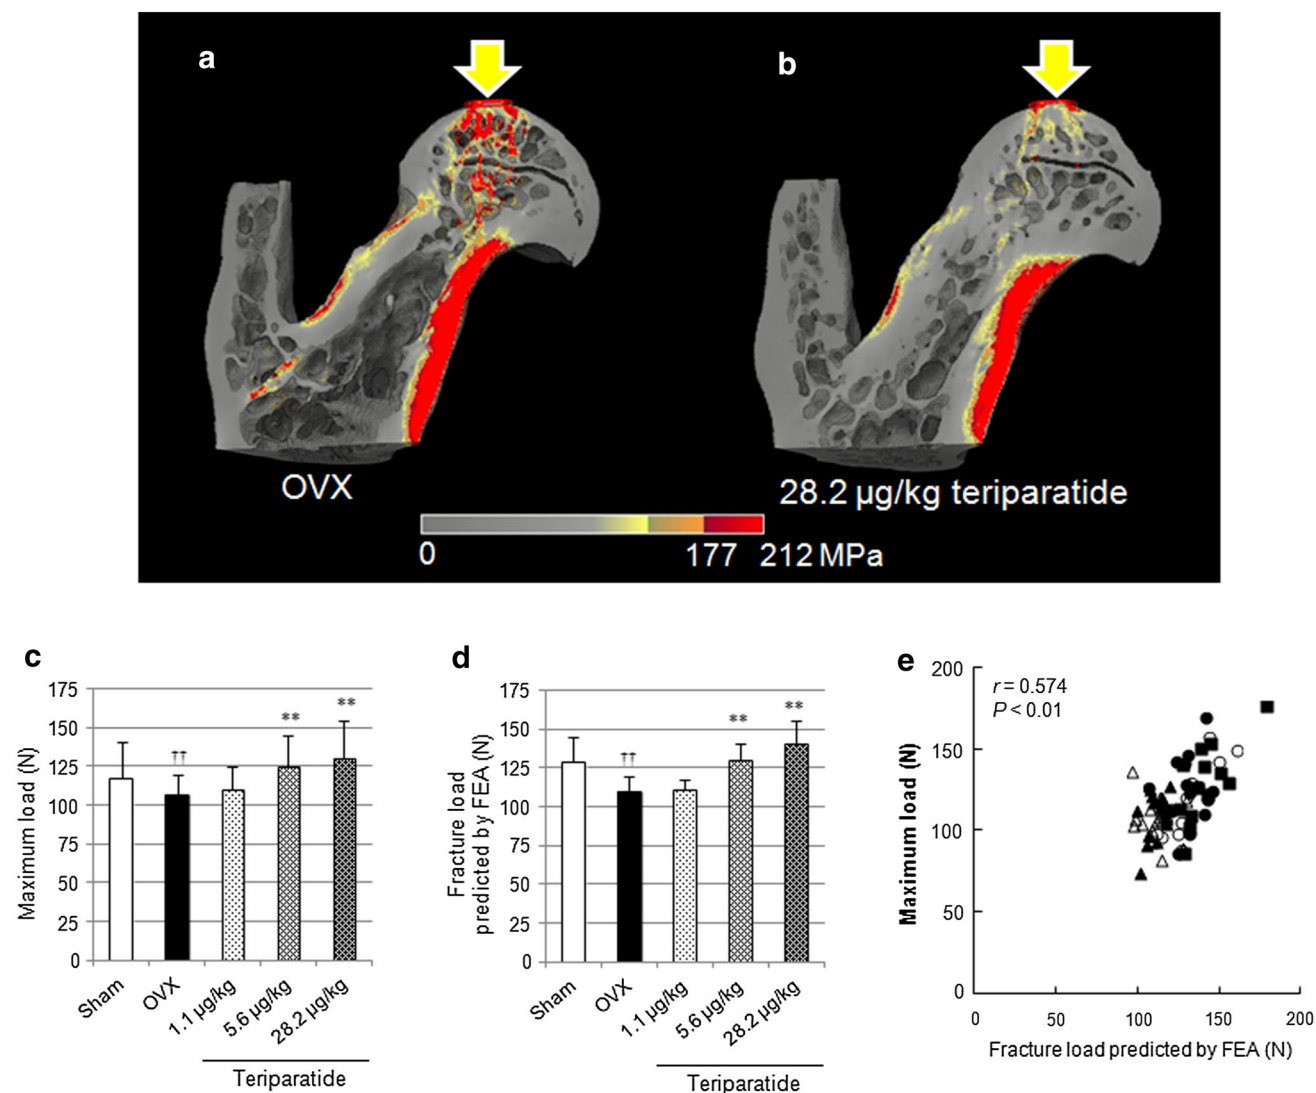 a
b
OVX
28.2 µg/kg teriparatide
0
177
212 MPa
c
Maximum load (N)
175
150
125
100
75
50
25
0
††
**
**
Sham
OVX
1.1 µg/kg
5.6 µg/kg
28.2 µg/kg
Teriparatide
d
Fracture load
predicted by FEA (N)
175
150
125
100
75
50
25
0
††
**
**
Sham
OVX
1.1 µg/kg
5.6 µg/kg
28.2 µg/kg
Teriparatide
e
Maximum load (N)
200
150
100
50
0
r = 0.574
P < 0.01
0
50
100
150
200
Fracture load predicted by FEA (N)